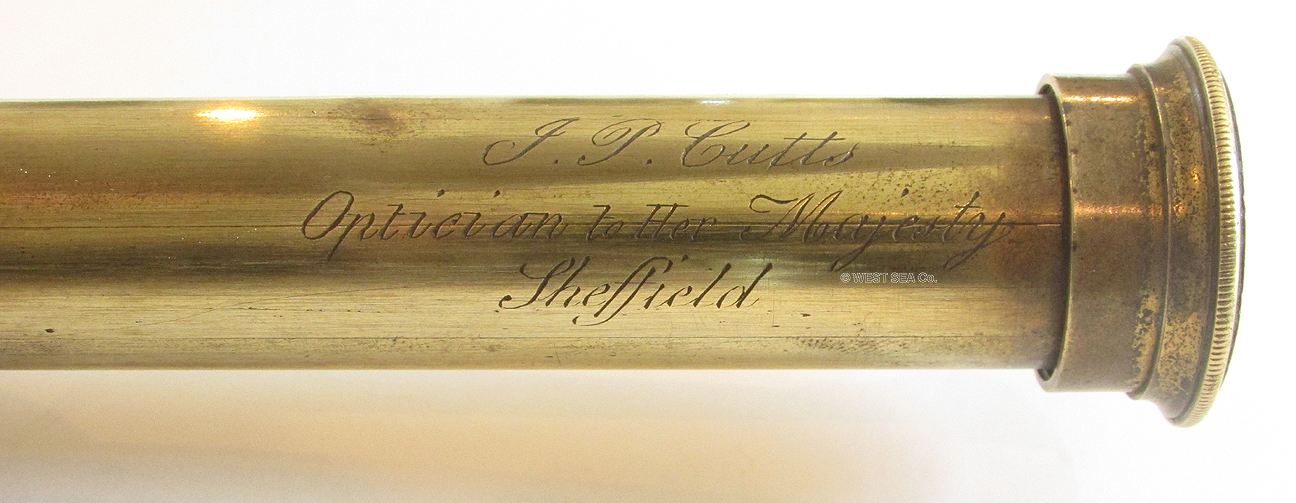 J. P. Cutts
Optician to Her Majesty
Sheffield
© WEST SEA Co.